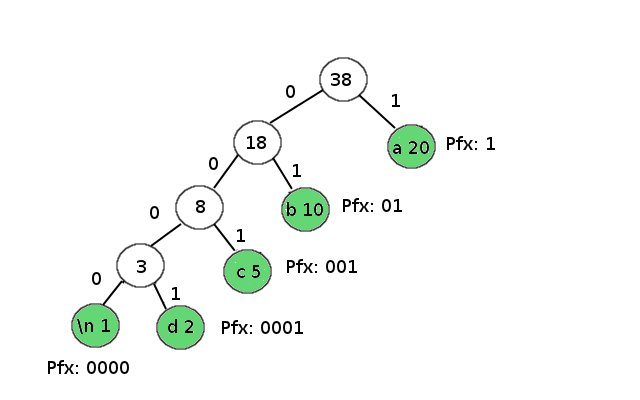 38
0
1
18
a 20
Pfx: 1
0
1
8
b 10
Pfx: 01
0
1
3
c 5
Pfx: 001
0
1
\n 1
d 2
Pfx: 0001
Pfx: 0000